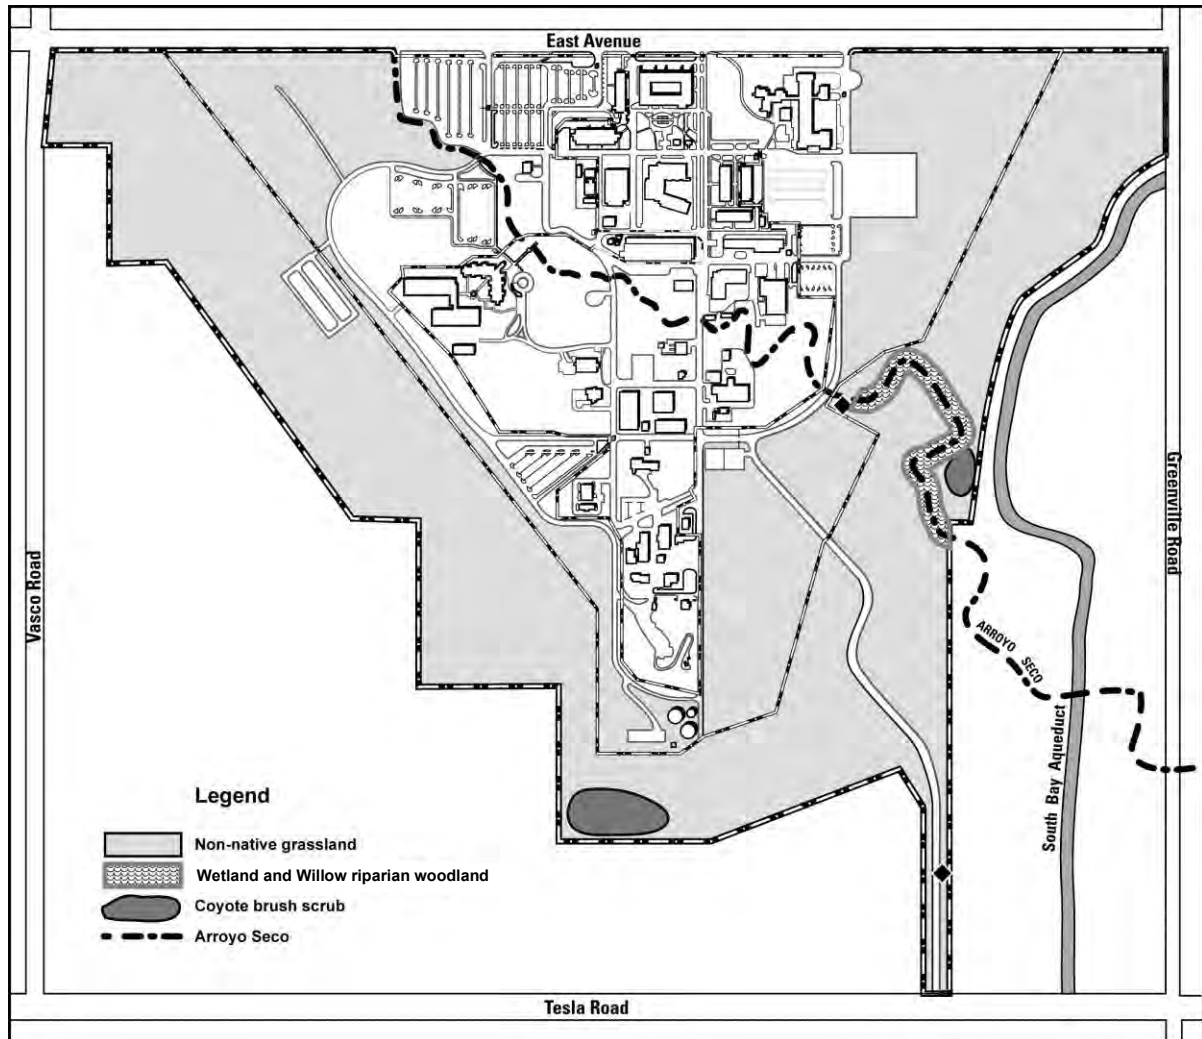 East Avenue
Vasco Road
Greenville Road
ARROYO SECO
South Bay Aqueduct
Legend
Non-native grassland
Wetland and Willow riparian woodland
Coyote brush scrub
Arroyo Seco
Tesla Road